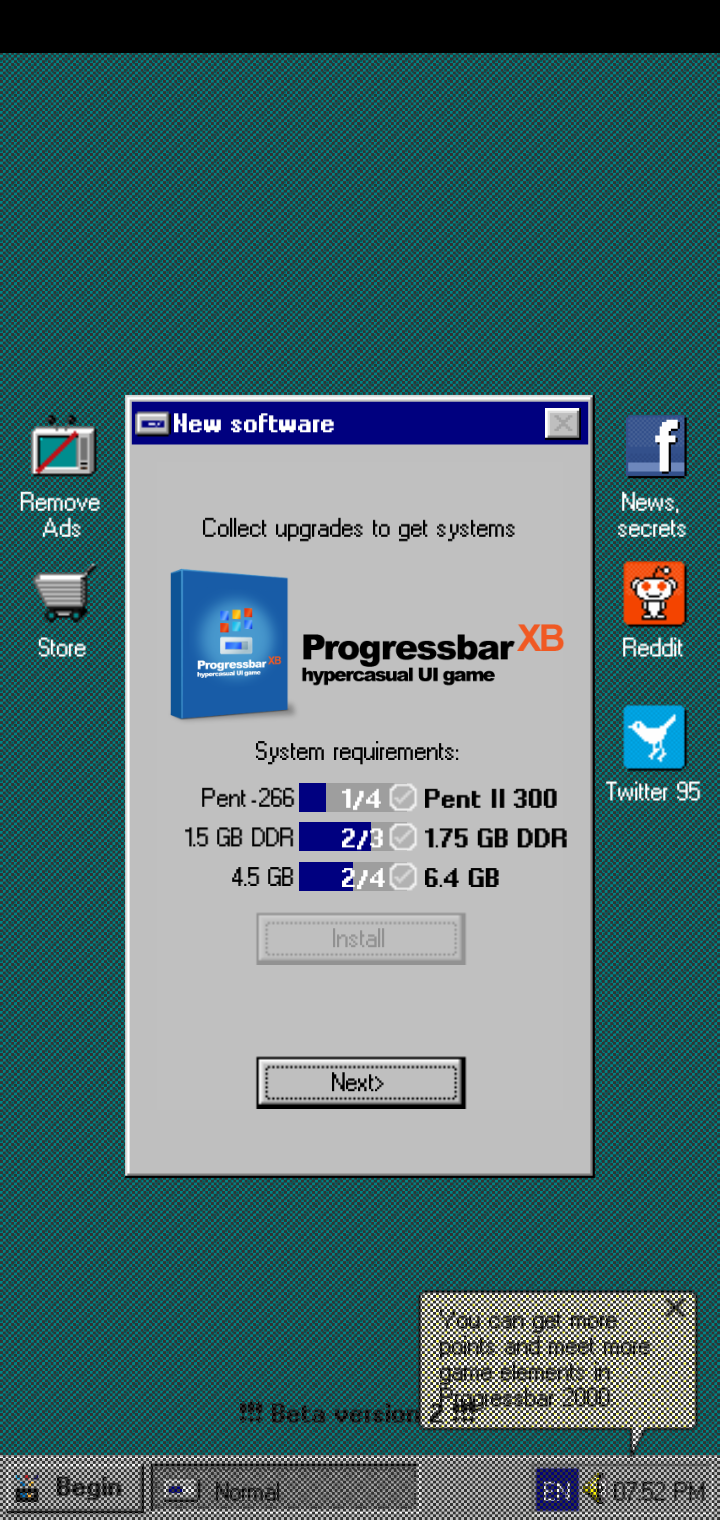 New software
Remove
Ads
Store
News,
secrets
Reddit
Twitter 95
Collect upgrades to get systems
Progressbar XB
hypercasual UI game
Progressbar XB
hypercasual UI game
System requirements:
Pent-266 1/4 Pent II 300
1.5 GB DDR 2/3 1.75 GB DDR
4.5 GB 2/4 6.4 GB
Install
Next>
You can get more
points and meet more
game elements in
Progressbar 2000
!!! Beta version 2 !!!
Begin
Normal
EN
07:52 PM